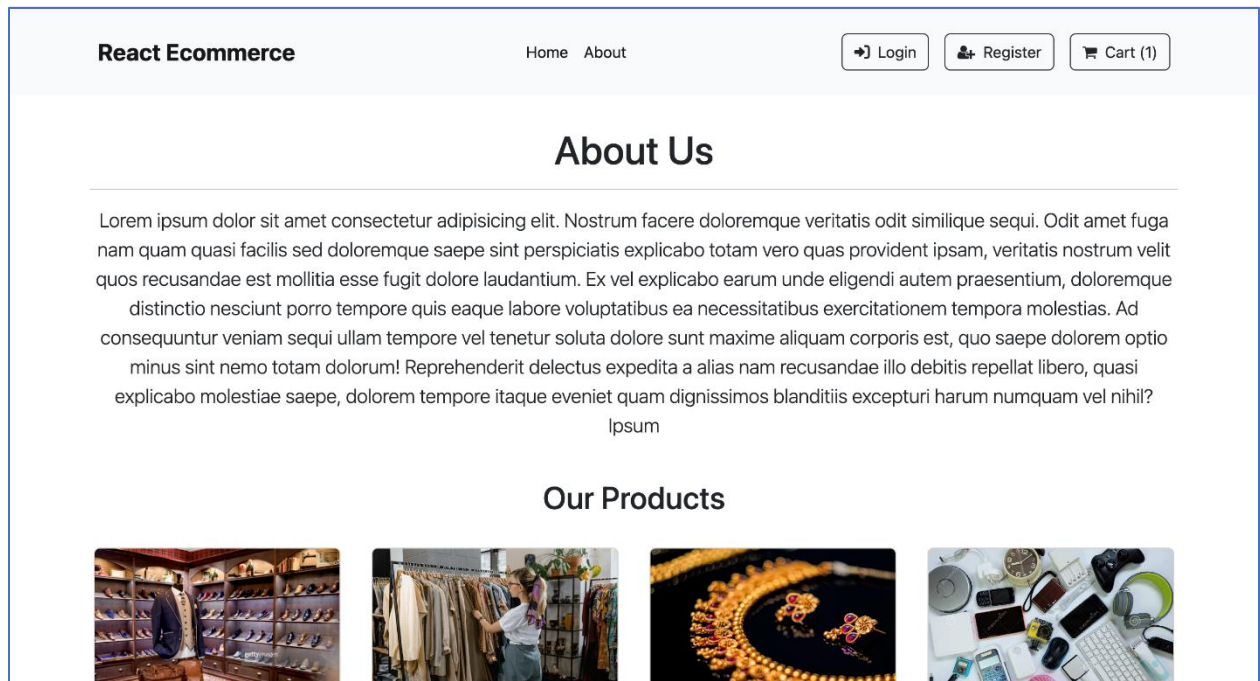 React Ecommerce
Home About
Login Register Cart (1)
About Us
Lorem ipsum dolor sit amet consectetur adipisicing elit. Nostrum facere doloremque veritatis odit similique sequi. Odit amet fuga
nam quam quasi facilis sed doloremque saepe sint perspiciatis explicabo totam vero quas provident ipsam, veritatis nostrum velit
quos recusandae est mollitia esse fugit dolore laudantium. Ex vel explicabo earum unde eligendi autem praesentium, doloremque
distinctio nesciunt porro tempore quis eaque labore voluptatibus ea necessitatibus exercitationem tempora molestias. Ad
consequuntur veniam sequi ullam tempore vel tenetur soluta dolore sunt maxime aliquam corporis est, quo saepe dolorem optio
minus sint nemo totam dolorum! Reprehenderit delectus expedita a alias nam recusandae illo debitis repellat libero, quasi
explicabo molestiae saepe, dolorem tempore itaque eveniet quam dignissimos blanditiis excepturi harum numquam vel nihil?
Ipsum
Our Products